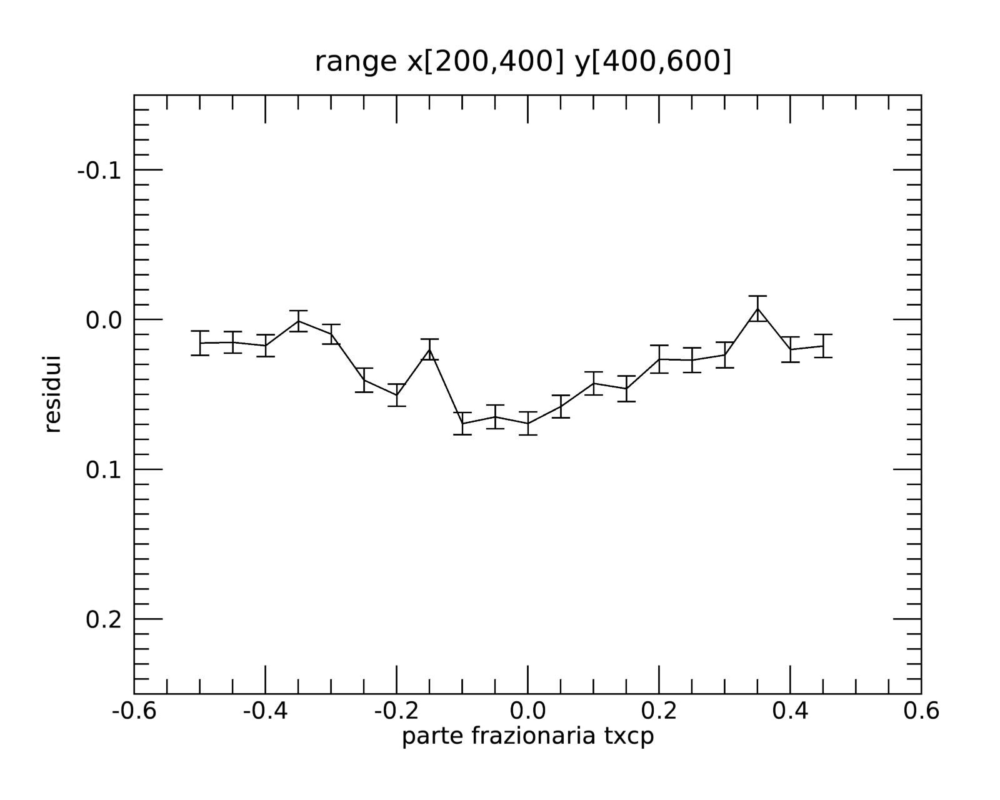 range x[200,400] y[400,600]
-0.1
0.0
0.1
0.2
residui
-0.6 -0.4 -0.2 0.0 0.2 0.4 0.6
parte frazionaria txcp